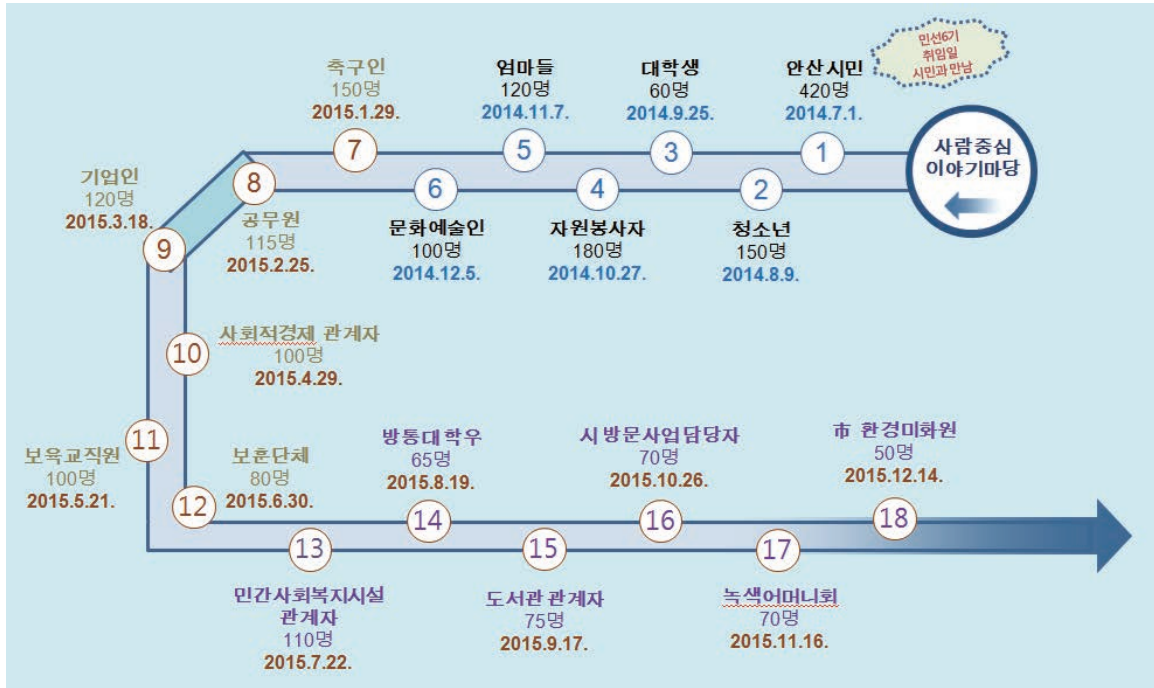 민선6기
취임일
시민과 만남
사람중심
이야기마당
안산시민
420명
2014.7.1.
1
2
청소년
150명
2014.8.9.
대학생
60명
2014.9.25.
3
4
자원봉사자
180명
2014.10.27.
엄마들
120명
2014.11.7.
5
6
문화예술인
100명
2014.12.5.
축구인
150명
2015.1.29.
7
8
공무원
115명
2015.2.25.
기업인
120명
2015.3.18.
9
10
사회적경제 관계자
100명
2015.4.29.
11
보육교직원
100명
2015.5.21.
12
보훈단체
80명
2015.6.30.
13
민간사회복지시설
관계자
110명
2015.7.22.
방통대학우
65명
2015.8.19.
14
15
도서관 관계자
75명
2015.9.17.
시 방문사업 담당자
70명
2015.10.26.
16
17
녹색어머니회
70명
2015.11.16.
市 환경미화원
50명
2015.12.14.
18